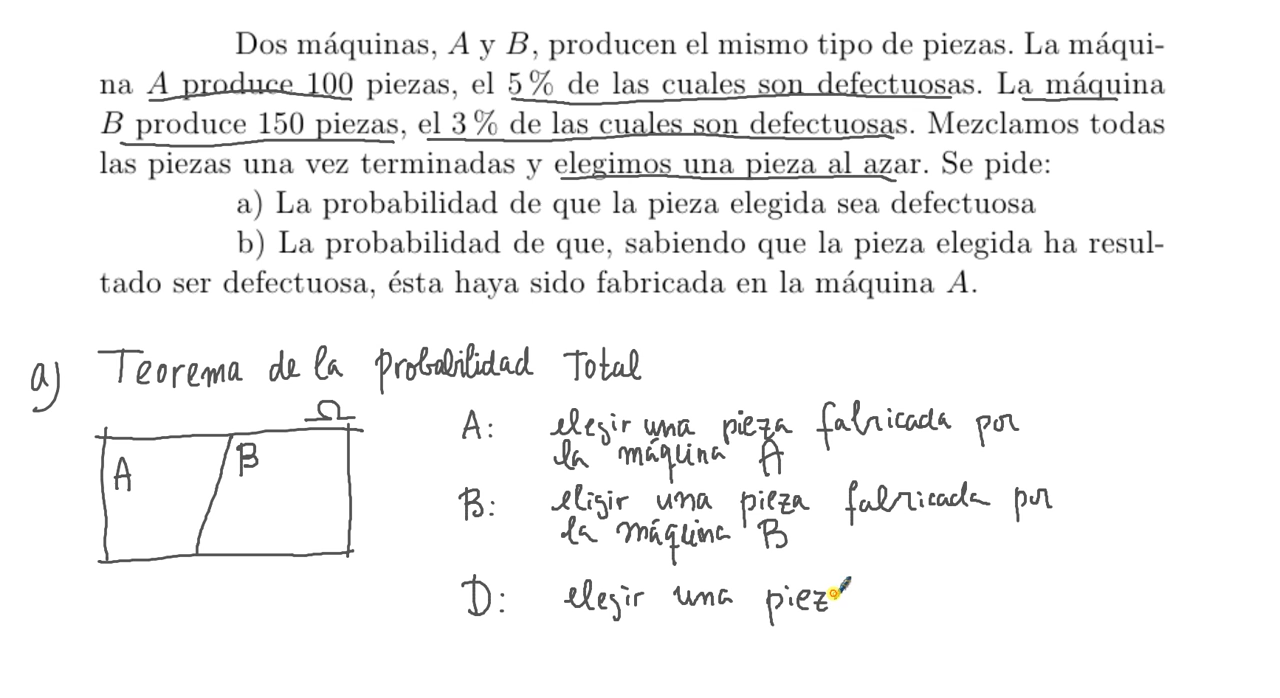 Dos máquinas, A y B, producen el mismo tipo de piezas. La máqui-
na A produce 100 piezas, el 5 % de las cuales son defectuosas. La máquina
B produce 150 piezas, el 3 % de las cuales son defectuosas. Mezclamos todas
las piezas una vez terminadas y elegimos una pieza al azar. Se pide:
a) La probabilidad de que la pieza elegida sea defectuosa
b) La probabilidad de que, sabiendo que la pieza elegida ha resul-
tado ser defectuosa, ésta haya sido fabricada en la máquina A.
a) Teorema de la probabilidad Total
Ω
A B
A: elegir una pieza fabricada por
la máquina A
B: eligir una pieza fabricada por
la máquina B
D: elegir una piez